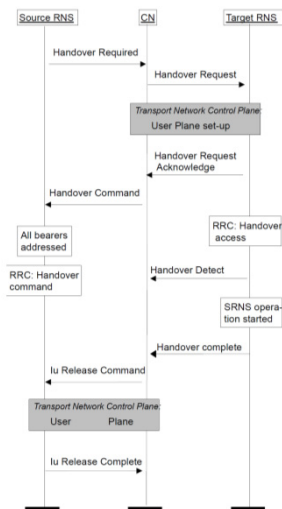 Source RNS
CN
Target RNS
Handover Required
Handover Request
Transport Network Control Plane:
User Plane set-up
Handover Request
Acknowledge
Handover Command
All bearers
addressed
RRC: Handover
access
RRC: Handover
command
Handover Detect
SRNS opera-
tion started
Handover complete
Iu Release Command
Transport Network Control Plane:
User Plane
Iu Release Complete